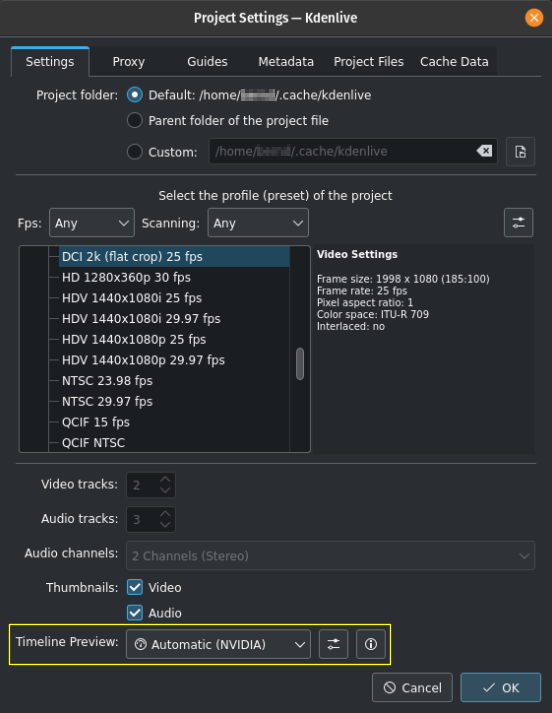 Project Settings — Kdenlive
Settings Proxy Guides Metadata Project Files Cache Data
Project folder: Default: /home/ /.cache/kdenlive
Parent folder of the project file
Custom: /home/ /.cache/kdenlive
Select the profile (preset) of the project
Fps: Any Scanning: Any
DCI 2k (flat crop) 25 fps
HD 1280x360p 30 fps
HDV 1440x1080i 25 fps
HDV 1440x1080i 29.97 fps
HDV 1440x1080p 25 fps
HDV 1440x1080p 29.97 fps
NTSC 23.98 fps
NTSC 29.97 fps
QCIF 15 fps
QCIF NTSC
Video Settings
Frame size: 1998 x 1080 (185:100)
Frame rate: 25 fps
Pixel aspect ratio: 1
Color space: ITU-R 709
Interlaced: no
Video tracks: 2
Audio tracks: 3
Audio channels: 2 Channels (Stereo)
Thumbnails: Video
Audio
Timeline Preview: Automatic (NVIDIA)
Cancel OK